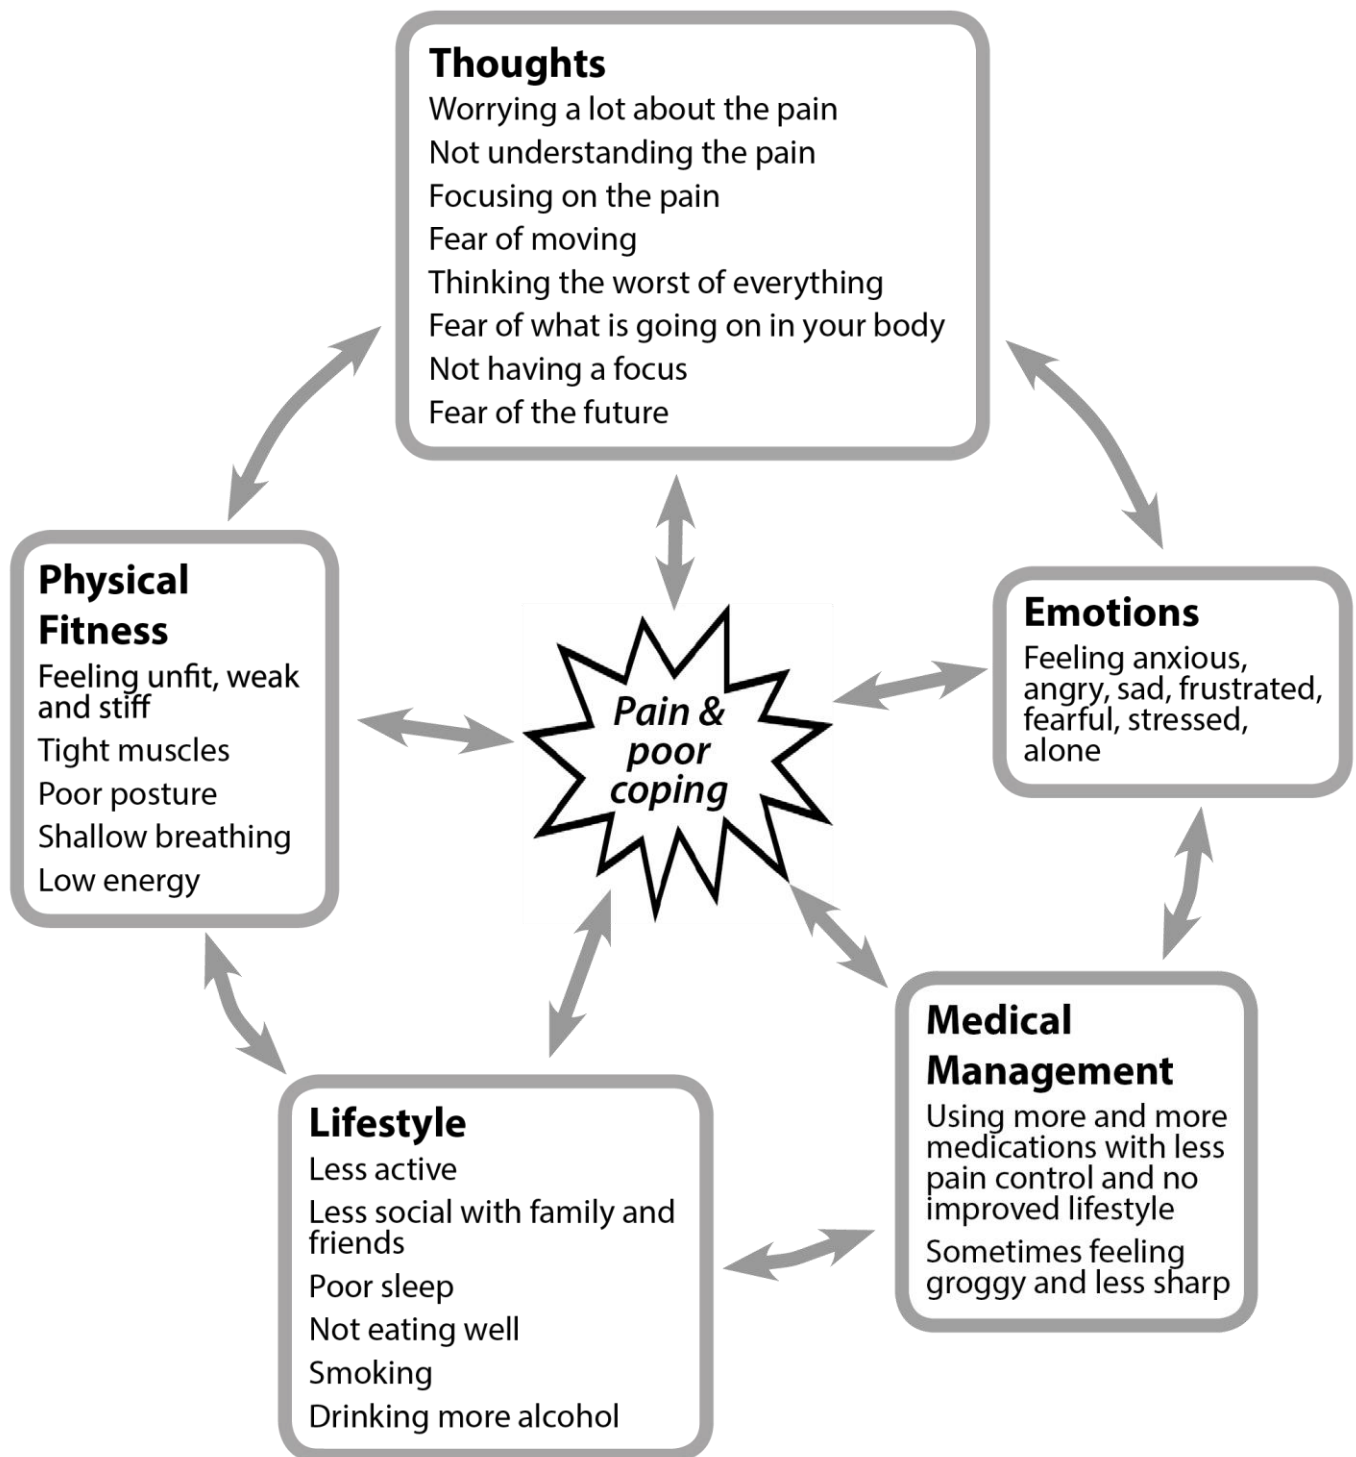 Thoughts
Worrying a lot about the pain
Not understanding the pain
Focusing on the pain
Fear of moving
Thinking the worst of everything
Fear of what is going on in your body
Not having a focus
Fear of the future
Physical
Fitness
Feeling unfit, weak
and stiff
Tight muscles
Poor posture
Shallow breathing
Low energy
Pain &
poor
coping
Emotions
Feeling anxious,
angry, sad, frustrated,
fearful, stressed,
alone
Lifestyle
Less active
Less social with family and
friends
Poor sleep
Not eating well
Smoking
Drinking more alcohol
Medical
Management
Using more and more
medications with less
pain control and no
improved lifestyle
Sometimes feeling
groggy and less sharp